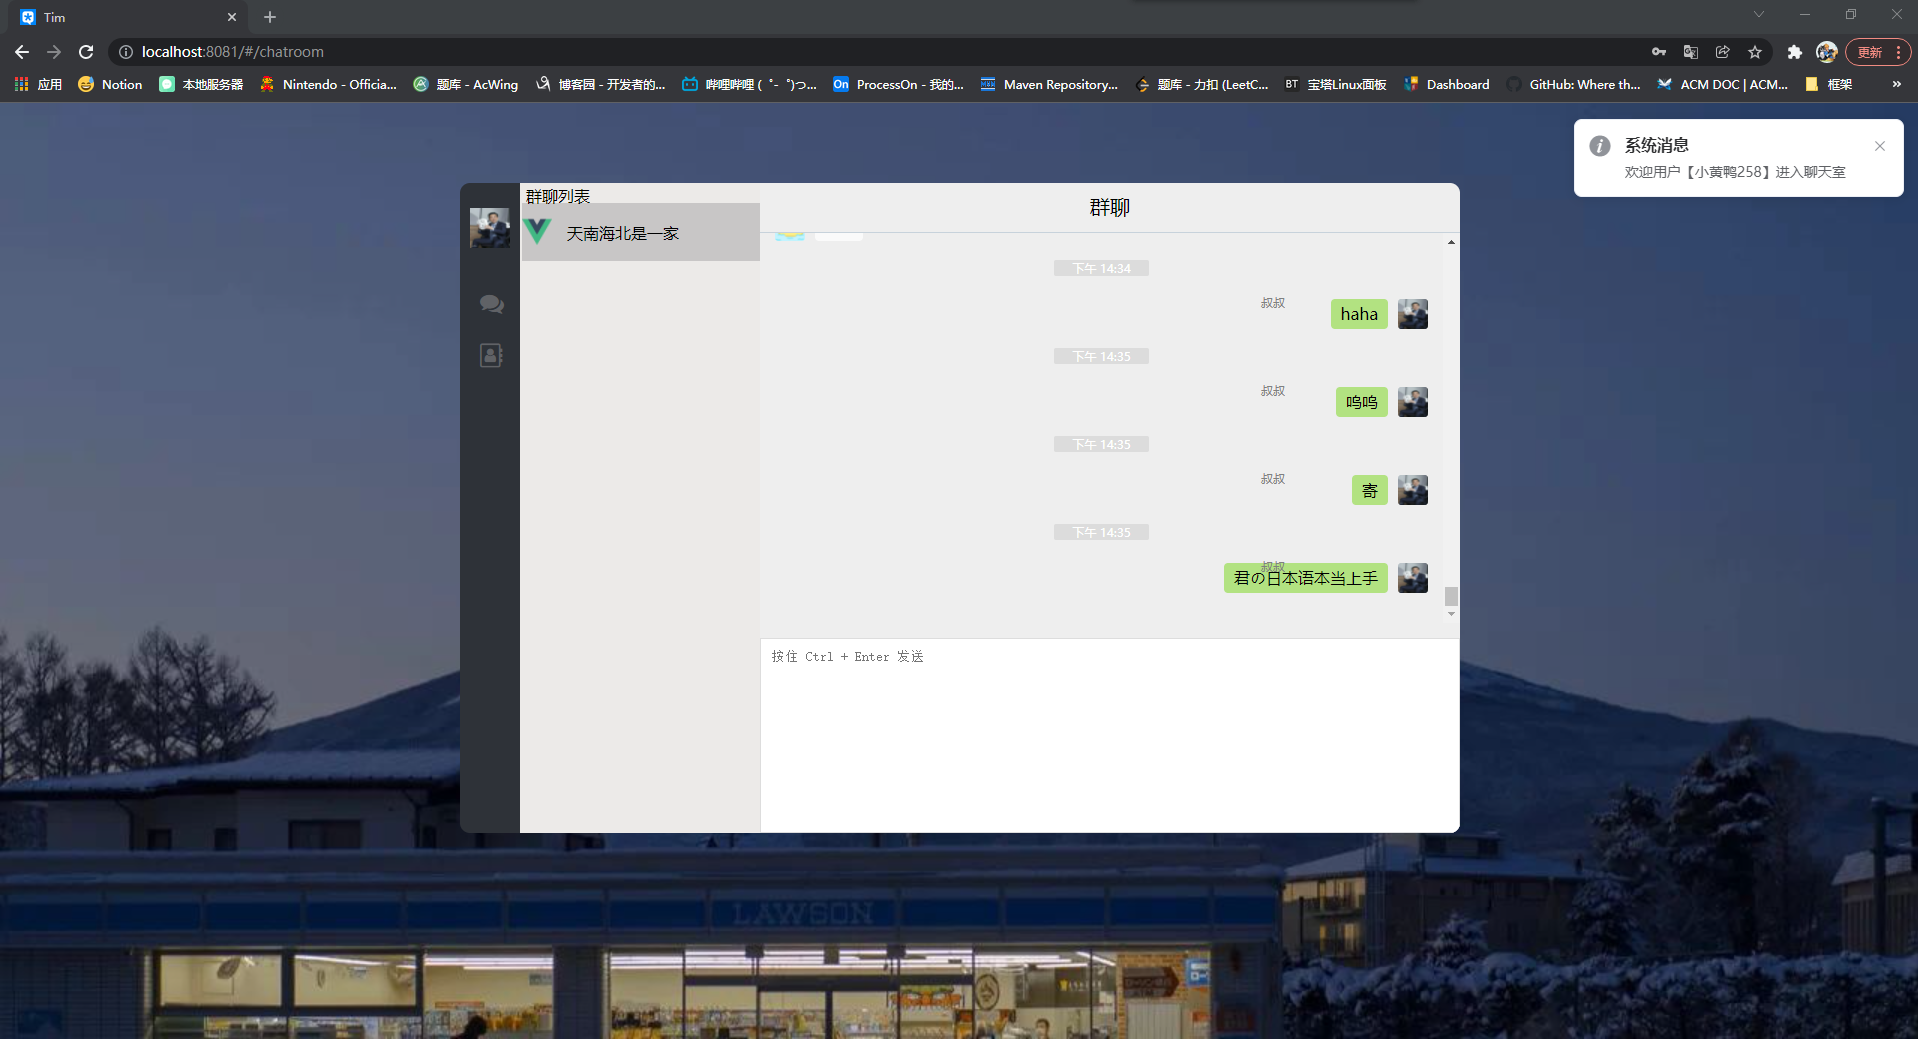 Tim
localhost:8081/#/chatroom
更新
应用
Notion
本地服务器
Nintendo - Officia...
题库 - AcWing
博客园 - 开发者的...
哔哩哔哩 ( ゜- ゜)つ...
On
ProcessOn - 我的...
Maven Repository...
题库 - 力扣 (LeetC...
BT
宝塔Linux面板
Dashboard
GitHub: Where th...
ACM DOC | ACM...
框架
»
系统消息
欢迎用户【小黄鸭258】进入聊天室
群聊列表
天南海北是一家
群聊
下午 14:34
叔叔
haha
下午 14:35
叔叔
呜呜
下午 14:35
叔叔
寄
下午 14:35
叔叔
君の日本语本当上手
按住 Ctrl + Enter 发送
LAWSON